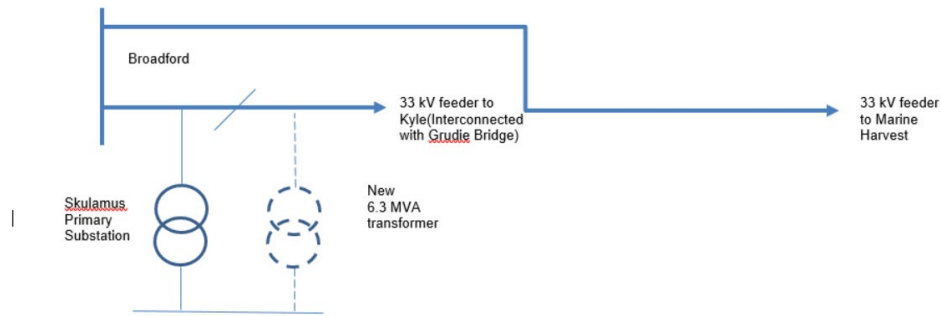 Broadford
33 kV feeder to
Kyle(Interconnected
with Grudie Bridge)
33 kV feeder
to Marine
Harvest
Skulamus
Primary
Substation
New
6.3 MVA
transformer